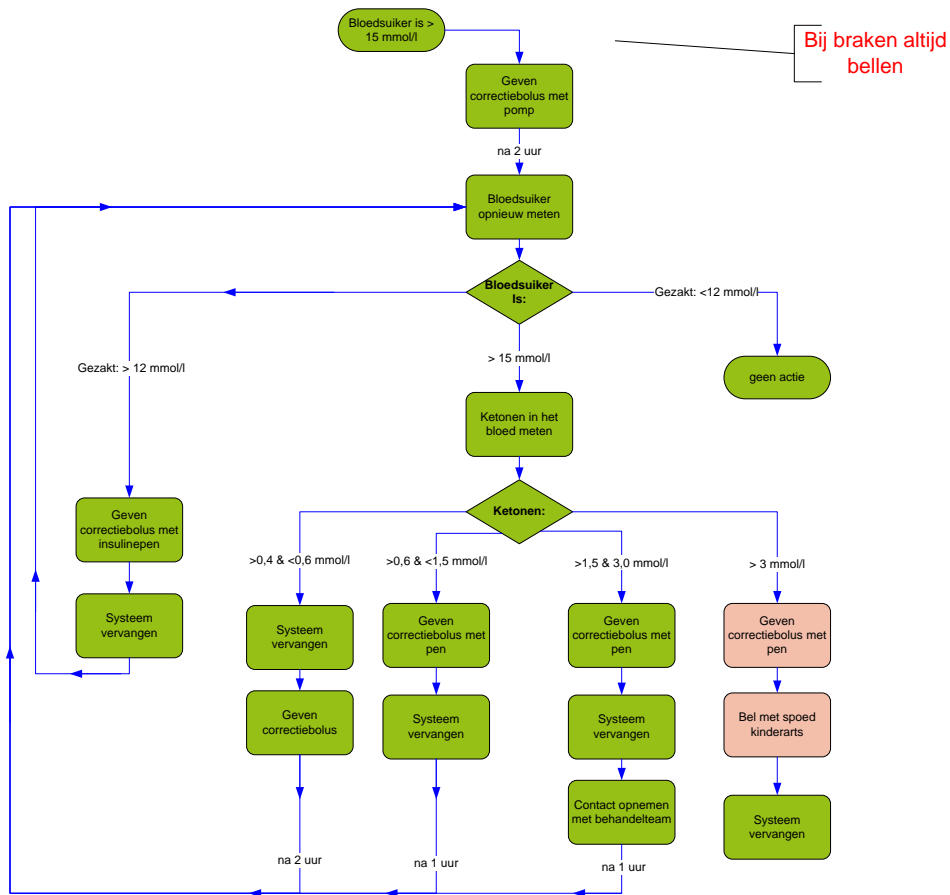 Bloedsuiker is >
15 mmol/l
Bij braken altijd
bellen
Geven
correctiebolus met
pomp
na 2 uur
Bloedsuiker
opnieuw meten
Bloedsuiker
Is:
Gezakt: <12 mmol/l
Gezakt: > 12 mmol/l
> 15 mmol/l
geen actie
Ketonen in het
bloed meten
Ketonen:
Geven
correctiebolus met
insulinepen
Systeem
vervangen
>0,4 & <0,6 mmol/l
>0,6 & <1,5 mmol/l
>1,5 & 3,0 mmol/l
> 3 mmol/l
Systeem
vervangen
Geven
correctiebolus
na 2 uur
Geven
correctiebolus met
pen
Systeem
vervangen
na 1 uur
Geven
correctiebolus met
pen
Systeem
vervangen
Contact opnemen
met behandelteam
na 1 uur
Geven
correctiebolus met
pen
Bel met spoed
kinderarts
Systeem
vervangen